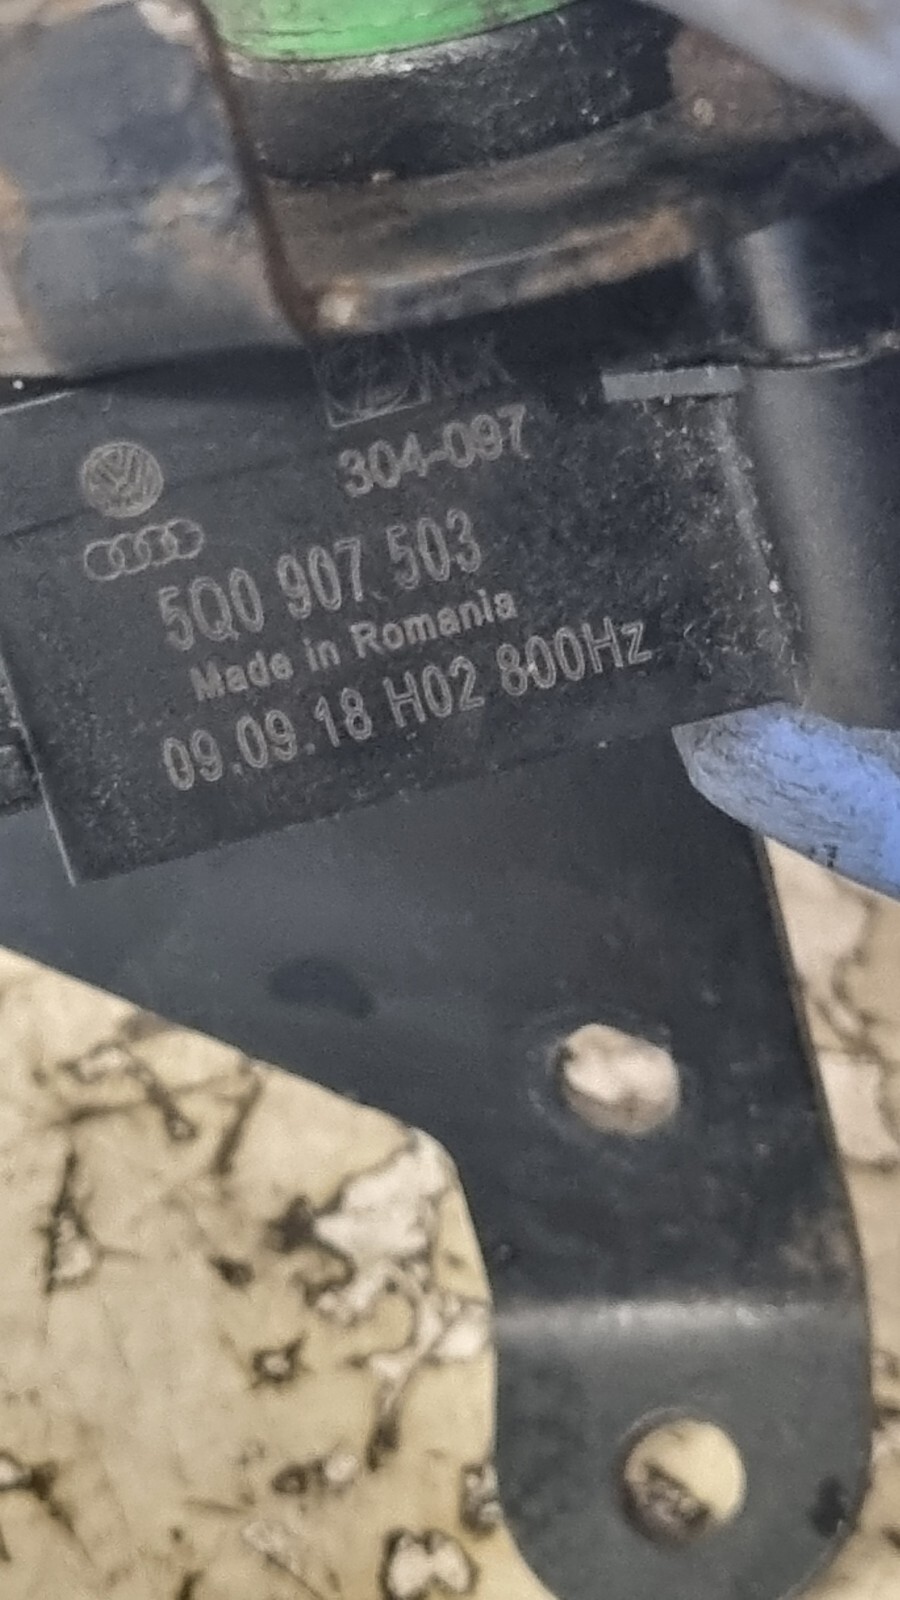 304-097
5Q0 907 503
Made in Romania
09.09.18 H02 800Hz